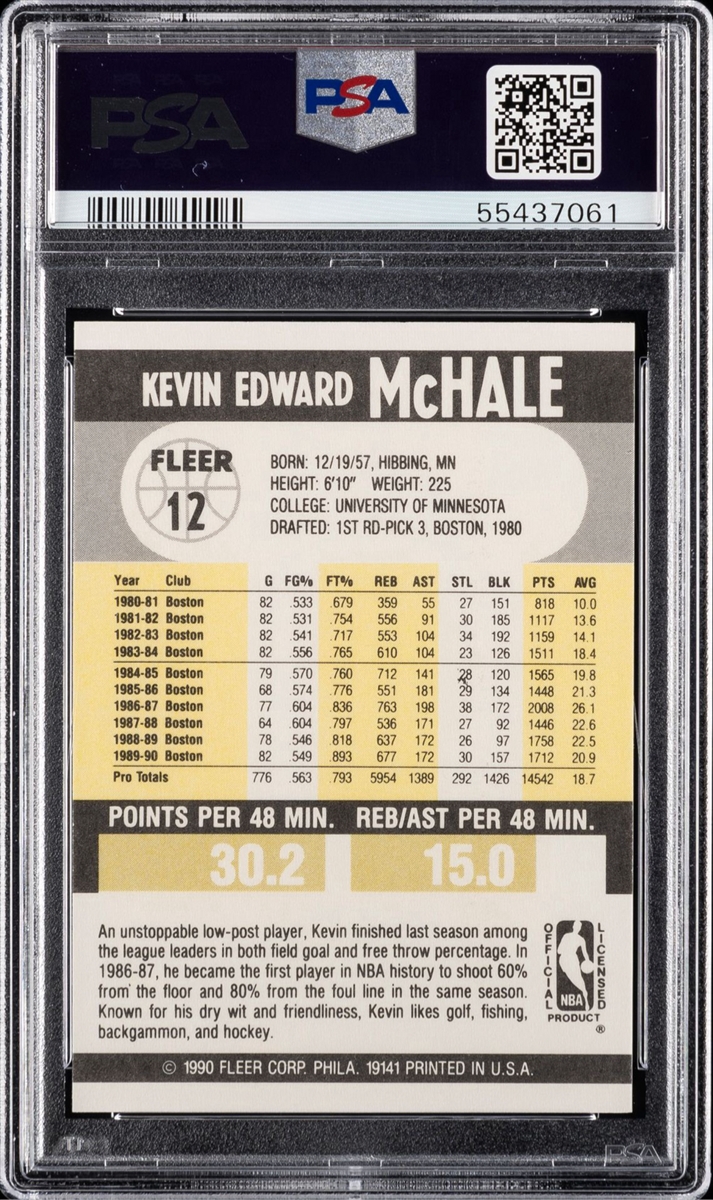 PSA
PSA
55437061
KEVIN EDWARD McHALE
FLEER
12
BORN: 12/19/57, HIBBING, MN
HEIGHT: 6'10" WEIGHT: 225
COLLEGE: UNIVERSITY OF MINNESOTA
DRAFTED: 1ST RD-PICK 3, BOSTON, 1980
Year Club G FG% FT% REB AST STL BLK PTS AVG
1980-81 Boston 82 .533 .679 359 55 27 151 818 10.0
1981-82 Boston 82 .531 .754 556 91 30 185 1117 13.6
1982-83 Boston 82 .541 .717 553 104 34 192 1159 14.1
1983-84 Boston 82 .556 .765 610 104 23 126 1511 18.4
1984-85 Boston 79 .570 .760 712 141 28 120 1565 19.8
1985-86 Boston 68 .574 .776 551 181 29 134 1448 21.3
1986-87 Boston 77 .604 .836 763 198 38 172 2008 26.1
1987-88 Boston 64 .604 .797 536 171 27 92 1446 22.6
1988-89 Boston 78 .546 .818 637 172 26 97 1758 22.5
1989-90 Boston 82 .549 .893 677 172 30 157 1712 20.9
Pro Totals 776 .563 .793 5954 1389 292 1426 14542 18.7
POINTS PER 48 MIN. REB/AST PER 48 MIN.
30.2 15.0
An unstoppable low-post player, Kevin finished last season among
the league leaders in both field goal and free throw percentage. In
1986-87, he became the first player in NBA history to shoot 60%
from the floor and 80% from the foul line in the same season.
Known for his dry wit and friendliness, Kevin likes golf, fishing,
backgammon, and hockey.
OFFICIAL
NBA
LICENSED
PRODUCT
®
© 1990 FLEER CORP. PHILA. 19141 PRINTED IN U.S.A.
PSA